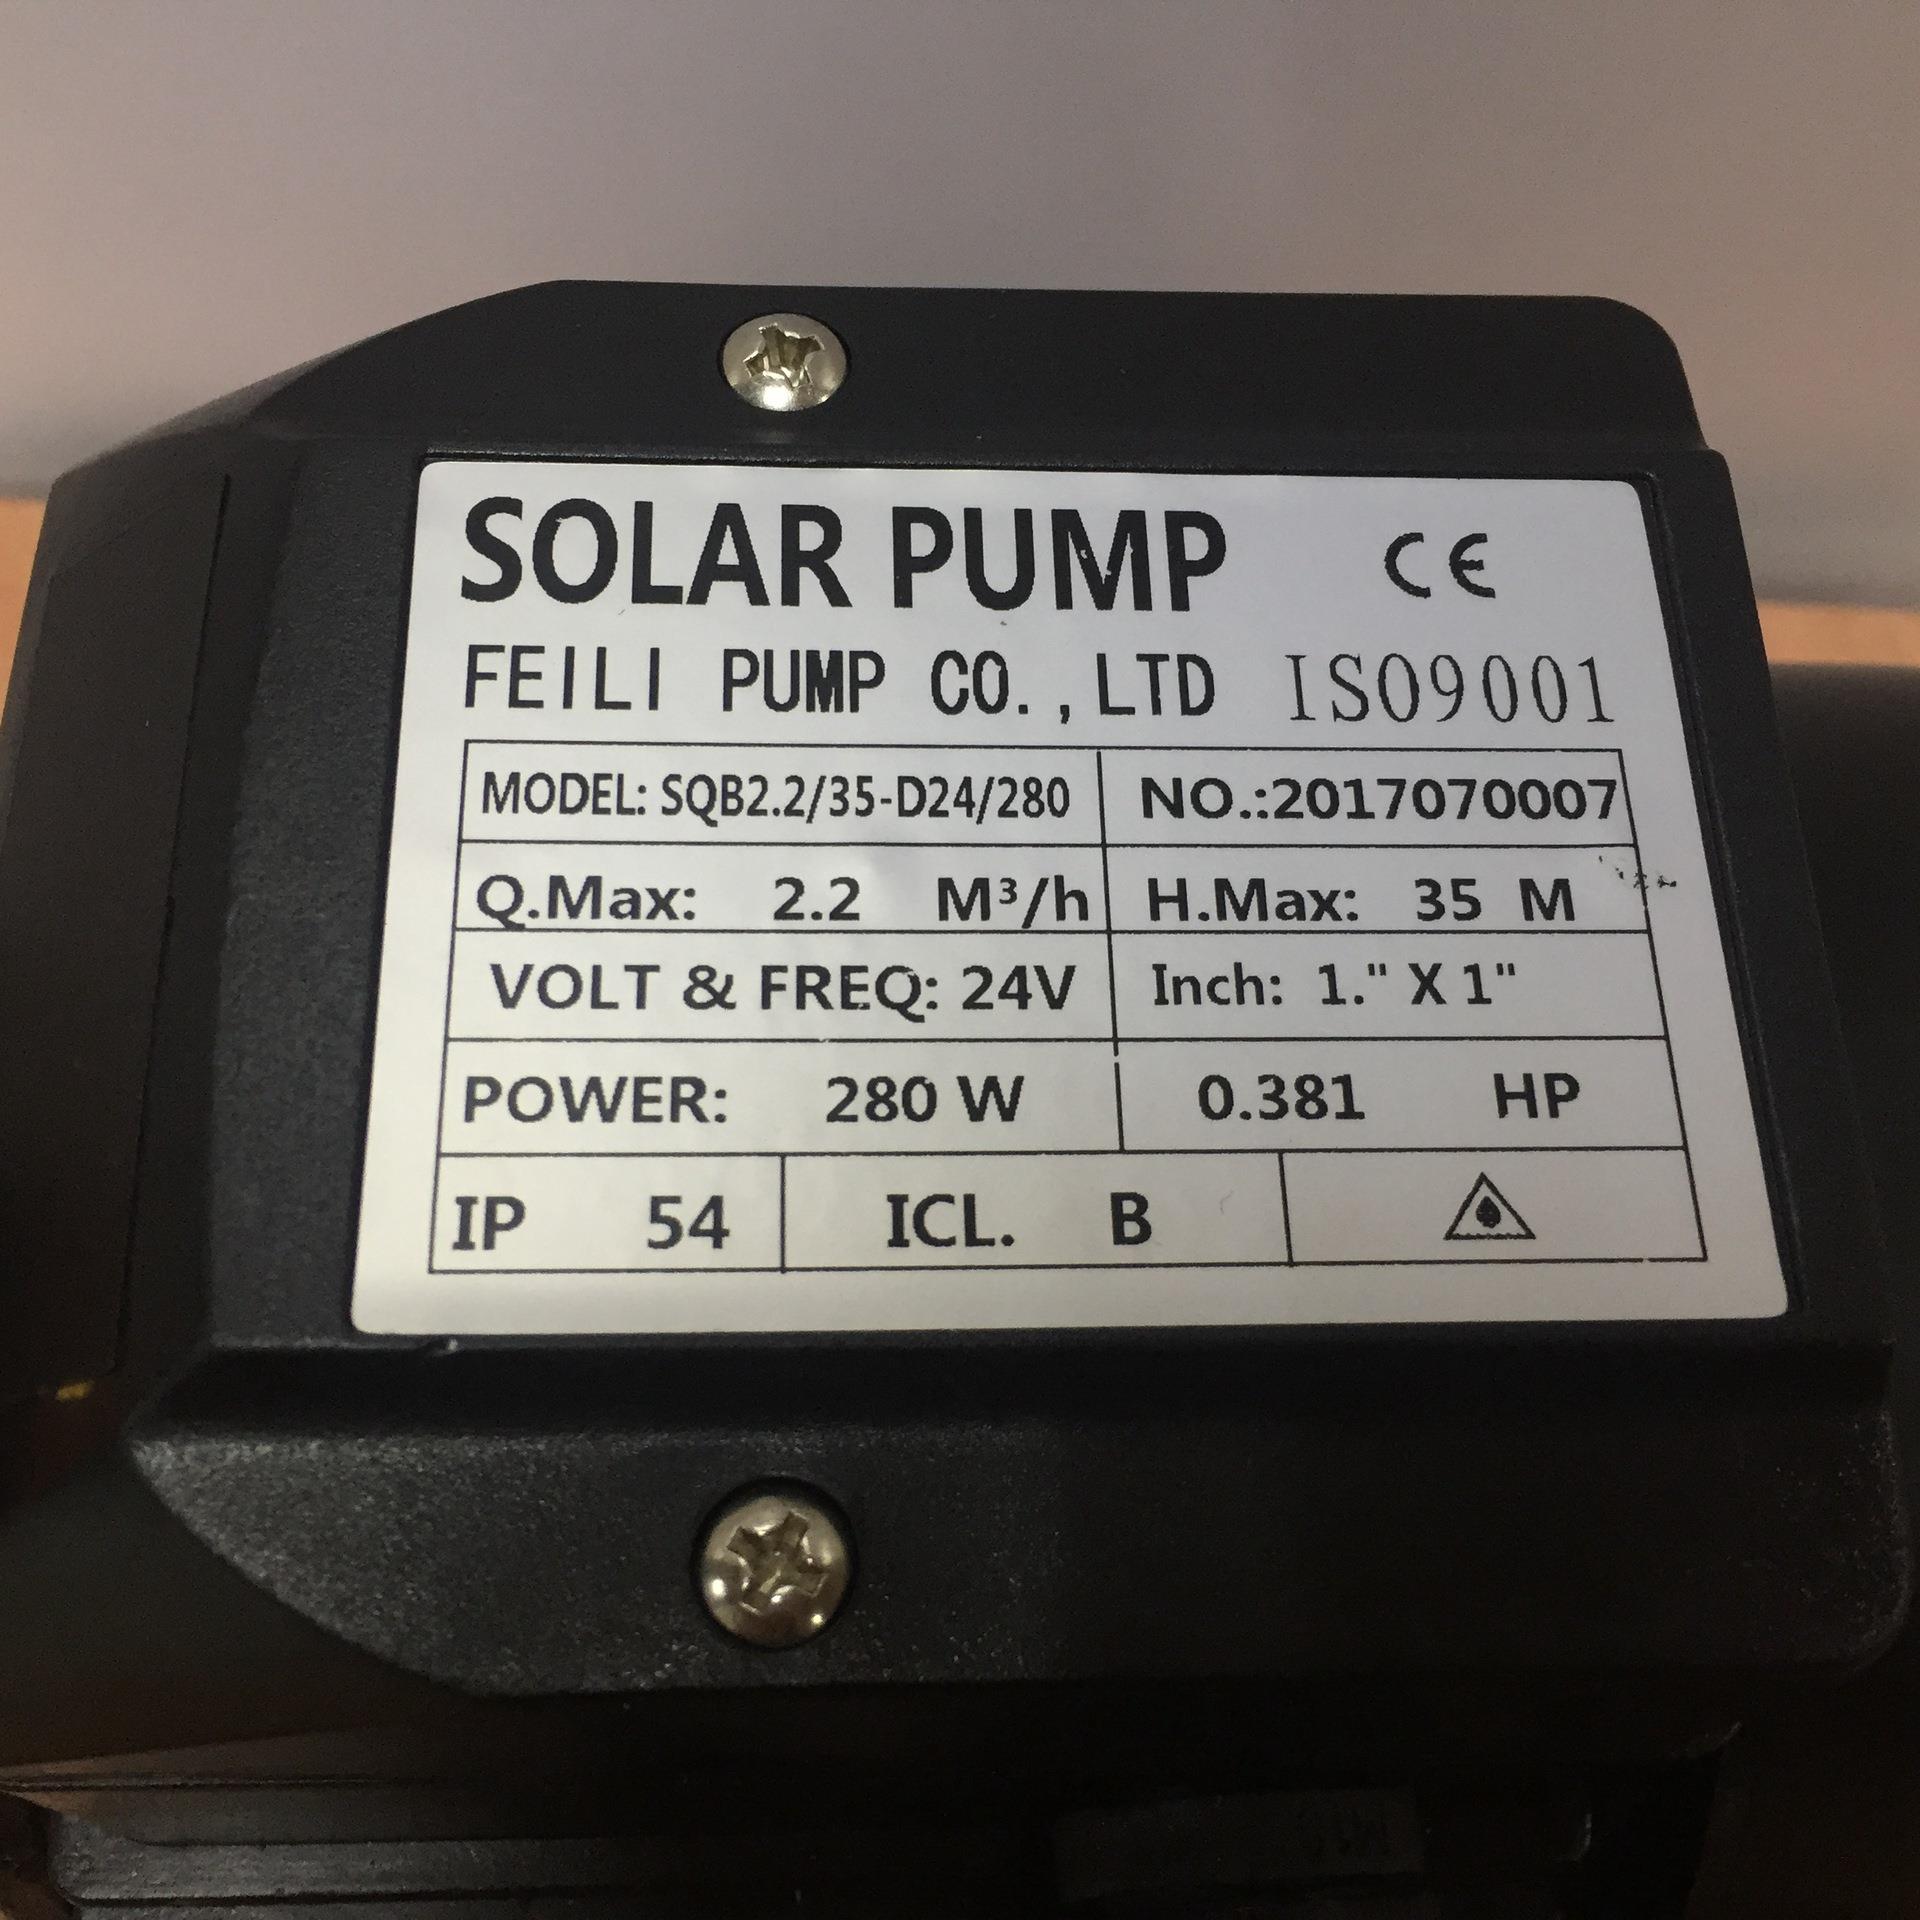 SOLAR PUMP CE
FEILI PUMP CO.,LTD ISO9001
MODEL: SQB2.2/35-D24/280 NO.:2017070007
Q.Max: 2.2 M³/h H.Max: 35 M
VOLT & FREQ: 24V Inch: 1." X 1"
POWER: 280 W 0.381 HP
IP 54 ICL. B